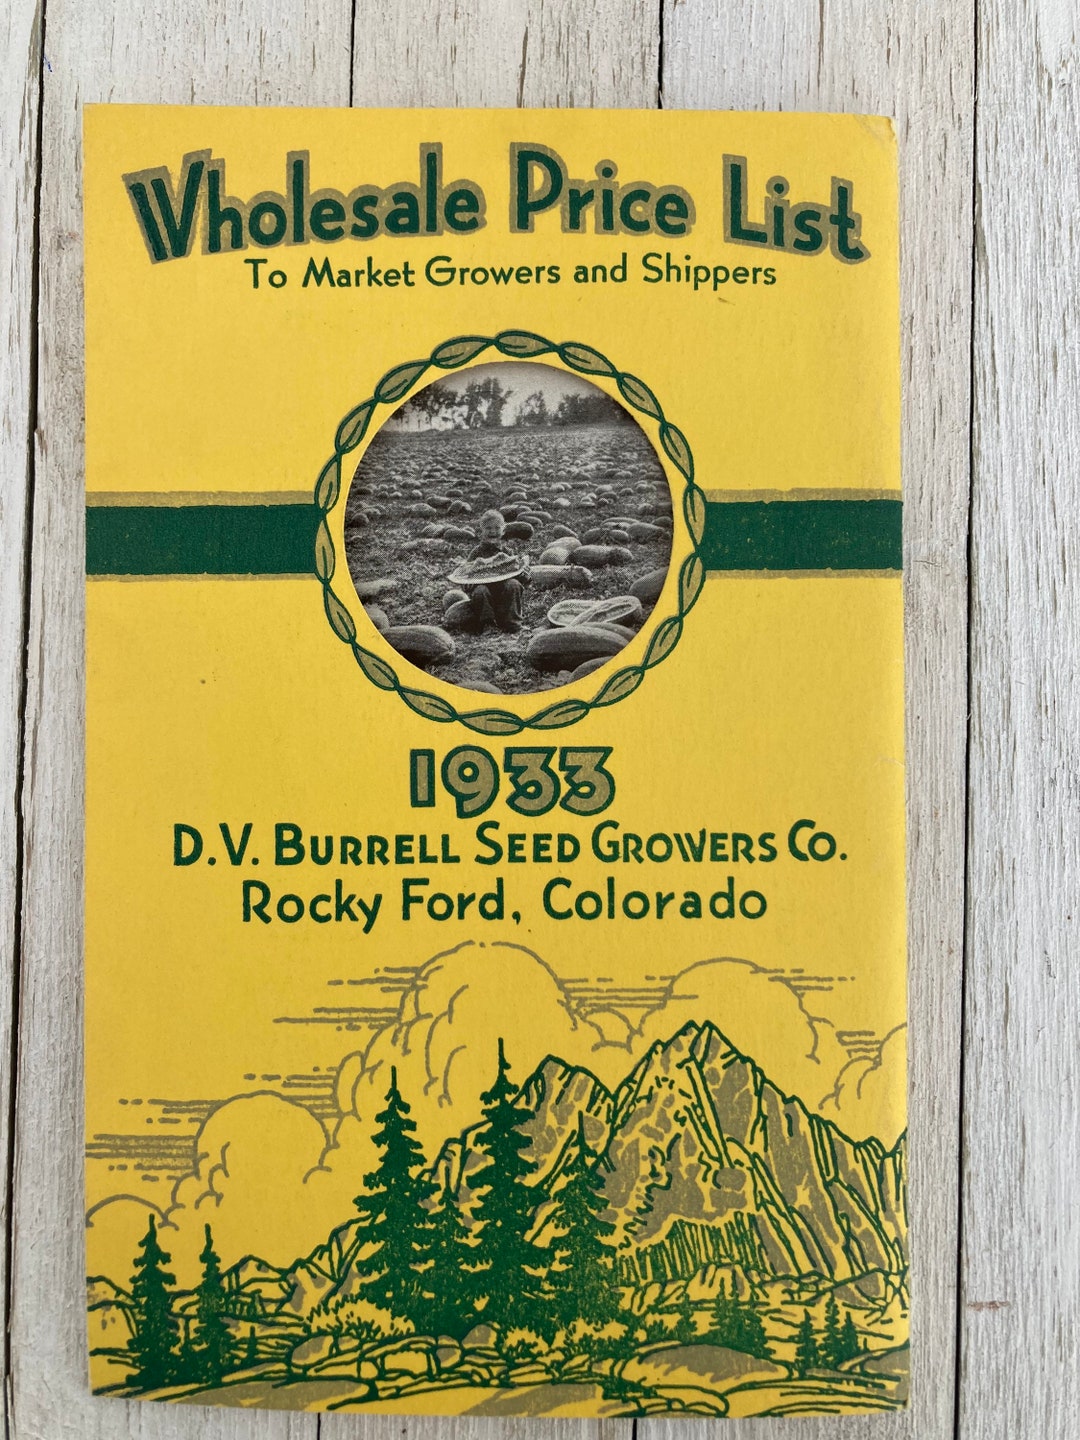 Wholesale Price List
To Market Growers and Shippers
1933
D.V. BURRELL SEED GROWERS CO.
Rocky Ford, Colorado